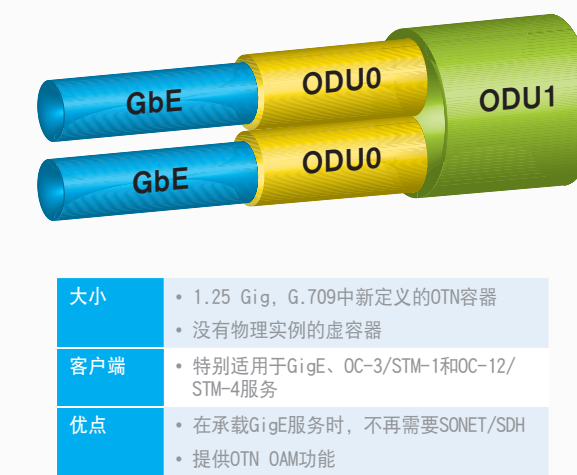 GbE ODU0 ODU1
GbE ODU0
大小
• 1.25 Gig，G.709中新定义的OTN容器
• 没有物理实例的虚容器
客户端
• 特别适用于GigE、OC-3/STM-1和OC-12/
STM-4服务
优点
• 在承载GigE服务时，不再需要SONET/SDH
• 提供OTN OAM功能